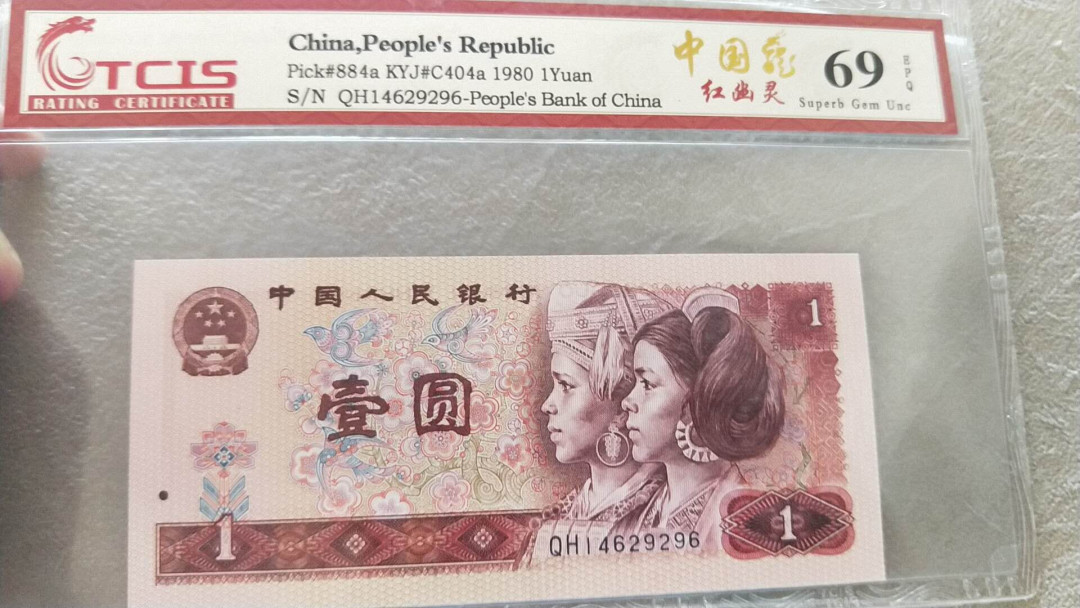 TCIS
RATING CERTIFICATE
China,People's Republic
Pick#884a KYJ#C404a 1980 1Yuan
S/N QH14629296-People's Bank of China
中国龙
红幽灵
69
EPQ
Superb Gem Unc
中国人民银行
1
壹圆
1
QH14629296
1